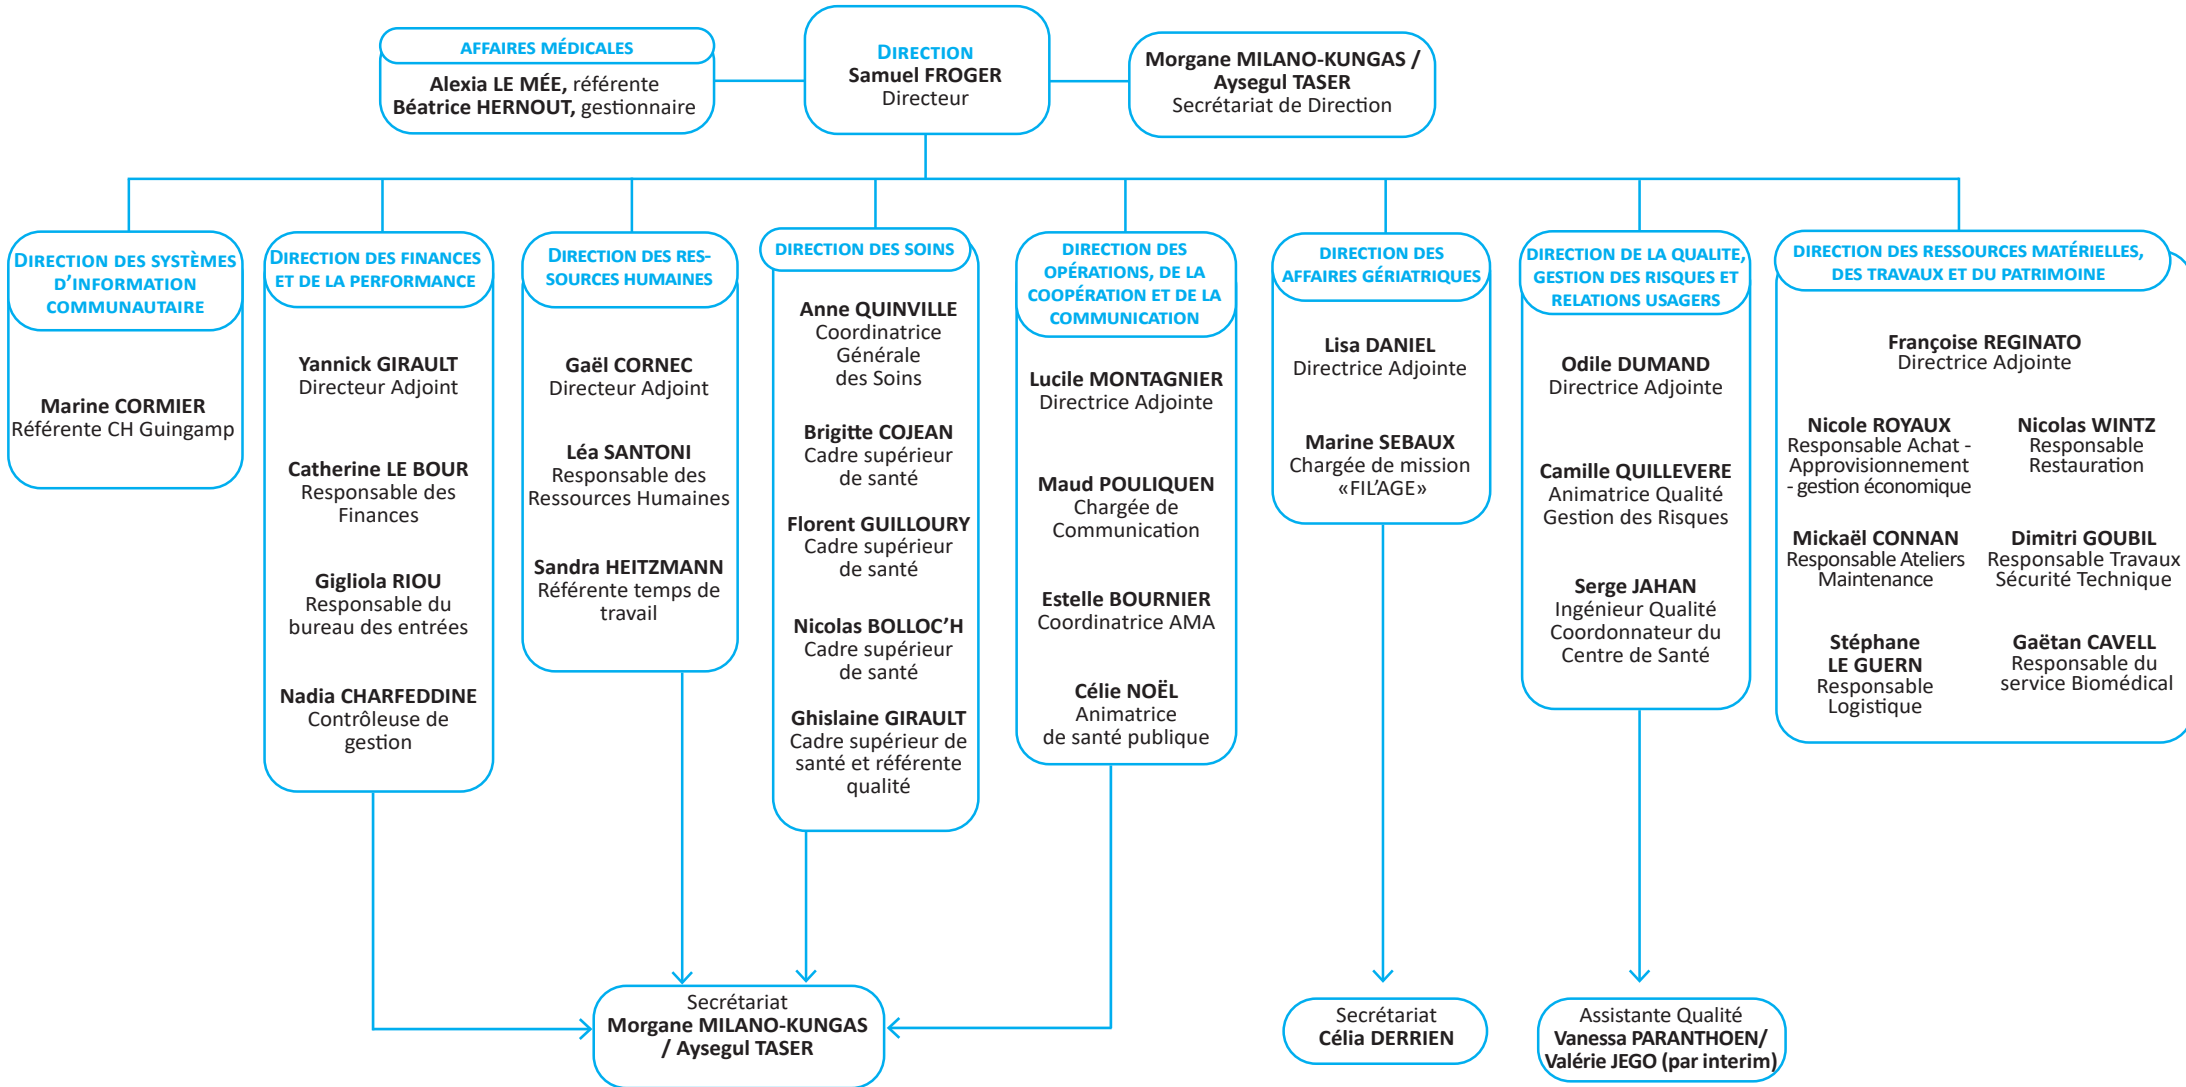 AFFAIRES MÉDICALES
Alexia LE MÉE, référente
Béatrice HERNOUT, gestionnaire
DIRECTION
Samuel FROGER
Directeur
Morgane MILANO-KUNGAS /
Aysegul TASER
Secrétariat de Direction
DIRECTION DES SYSTÈMES
D'INFORMATION
COMMUNAUTAIRE
Marine CORMIER
Référente CH Guingamp
DIRECTION DES FINANCES
ET DE LA PERFORMANCE
Yannick GIRAULT
Directeur Adjoint
Catherine LE BOUR
Responsable des
Finances
Gigliola RIOU
Responsable du
bureau des entrées
Nadia CHARFEDDINE
Contrôleuse de
gestion
DIRECTION DES RES-
SOURCES HUMAINES
Gaël CORNEC
Directeur Adjoint
Léa SANTONI
Responsable des
Ressources Humaines
Sandra HEITZMANN
Référente temps de
travail
DIRECTION DES SOINS
Anne QUINVILLE
Coordinatrice
Générale
des Soins
Brigitte COJEAN
Cadre supérieur
de santé
Florent GUILLOURY
Cadre supérieur
de santé
Nicolas BOLLOC'H
Cadre supérieur
de santé
Ghislaine GIRAULT
Cadre supérieur de
santé et référente
qualité
DIRECTION DES
OPÉRATIONS, DE LA
COOPÉRATION ET DE LA
COMMUNICATION
Lucile MONTAGNIER
Directrice Adjointe
Maud POULIQUEN
Chargée de
Communication
Estelle BOURNIER
Coordinatrice AMA
Célie NOËL
Animatrice
de santé publique
DIRECTION DES
AFFAIRES GÉRIATRIQUES
Lisa DANIEL
Directrice Adjointe
Marine SEBAUX
Chargée de mission
«FIL'AGE»
DIRECTION DE LA QUALITE,
GESTION DES RISQUES ET
RELATIONS USAGERS
Odile DUMAND
Directrice Adjointe
Camille QUILLEVERE
Animatrice Qualité
Gestion des Risques
Serge JAHAN
Ingénieur Qualité
Coordonnateur du
Centre de Santé
DIRECTION DES RESSOURCES MATÉRIELLES,
DES TRAVAUX ET DU PATRIMOINE
Françoise REGINATO
Directrice Adjointe
Nicole ROYAUX
Responsable Achat -
Approvisionnement
- gestion économique
Nicolas WINTZ
Responsable
Restauration
Mickaël CONNAN
Responsable Ateliers
Maintenance
Dimitri GOUBIL
Responsable Travaux
Sécurité Technique
Stéphane
LE GUERN
Responsable
Logistique
Gaëtan CAVELL
Responsable du
service Biomédical
Secrétariat
Morgane MILANO-KUNGAS
/ Aysegul TASER
Secrétariat
Célia DERRIEN
Assistante Qualité
Vanessa PARANTHOEN/
Valérie JEGO (par interim)